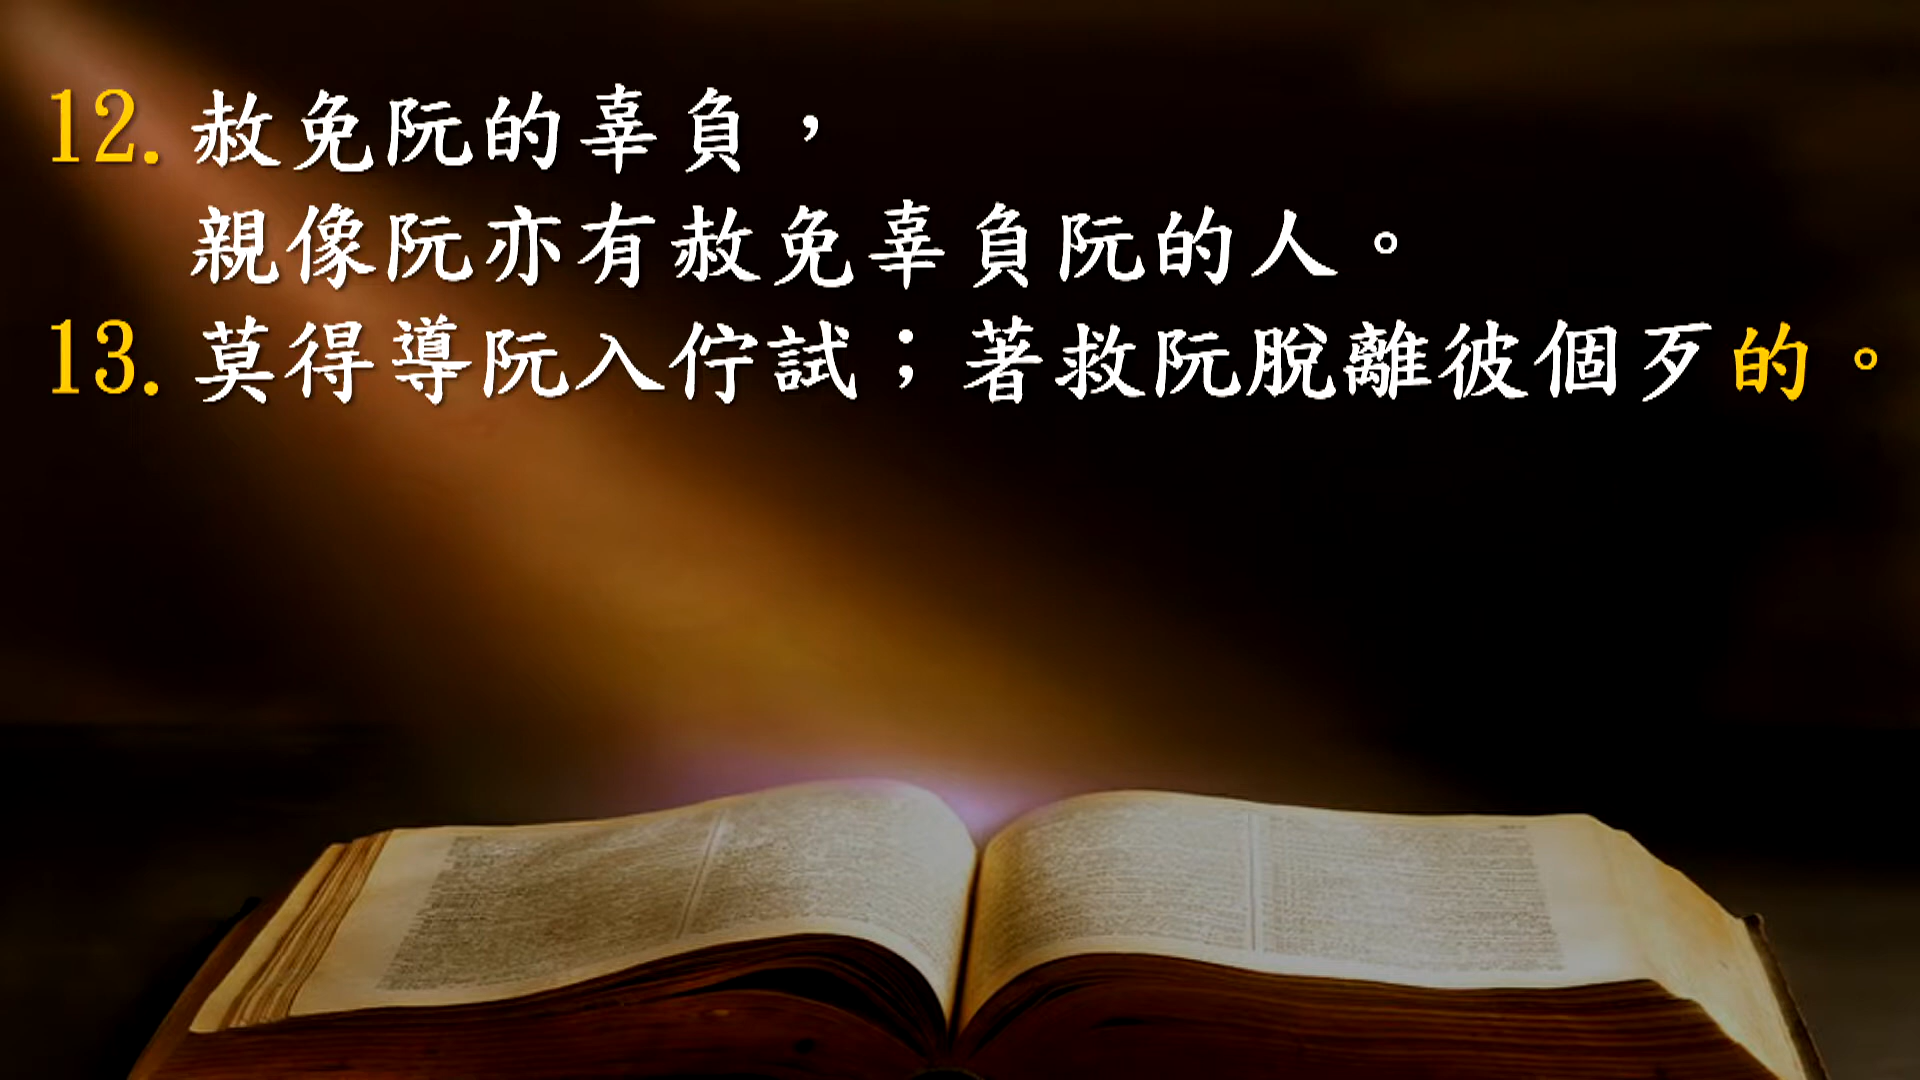 12. 赦免阮的辜負，
親像阮亦有赦免辜負阮的人。
13. 莫得導阮入佇試；著救阮脫離彼個歹的。